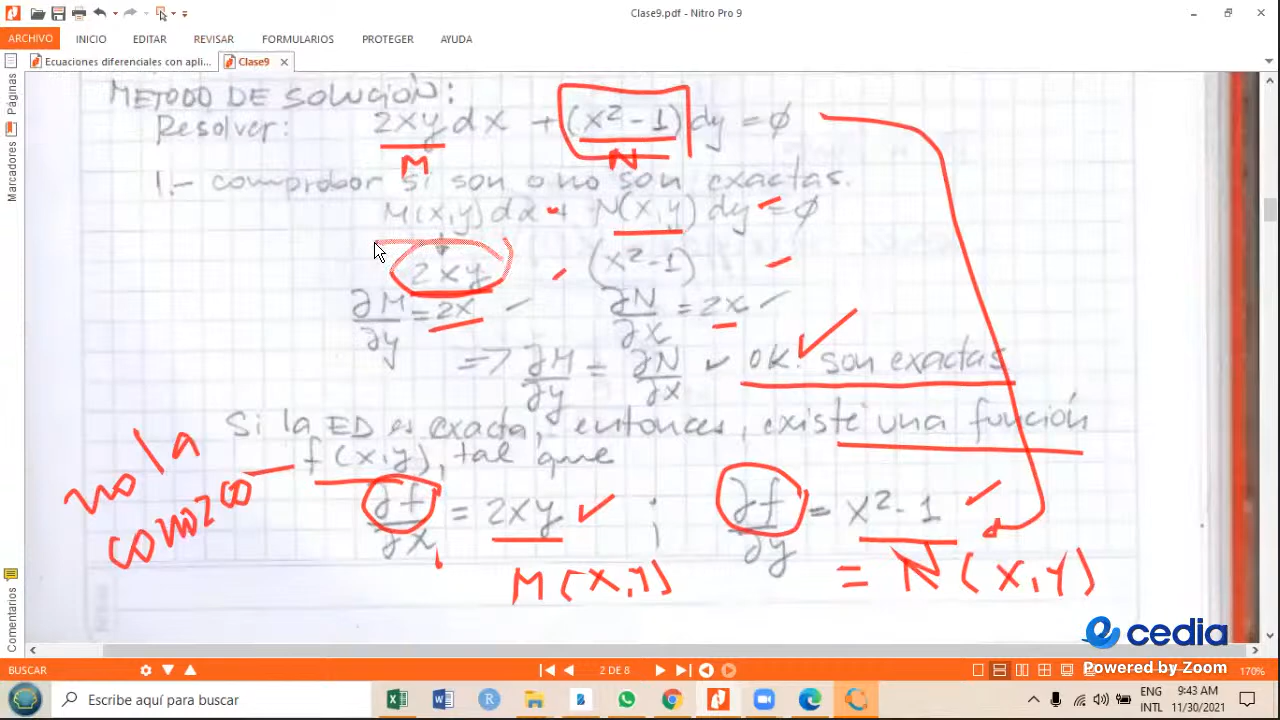 Clase9.pdf - Nitro Pro 9
ARCHIVO INICIO EDITAR REVISAR FORMULARIOS PROTEGER AYUDA
Ecuaciones diferenciales con apli... Clase9
Páginas
Marcadores
Comentarios
METODO DE SOLUCIÓN:
Resolver: 2xy dx + (x² - 1) dy = ∅
M N
1.- comprobar si son o no son exactas.
M(x,y) dx + N(x,y) dy = ∅
2xy (x²-1)
∂M/∂y = 2x ∂N/∂x = 2x
=> ∂M/∂y = ∂N/∂x ✓ OK. son exactas
Si la ED es exacta, entonces, existe una función
f(x,y), tal que
no la
conozco
∂f/∂x = 2xy ; ∂f/∂y = x² - 1
M(X,Y) = N(X,Y)
cedia
Powered by Zoom
BUSCAR 2 DE 8 170%
Escribe aquí para buscar
ENG 9:43 AM
INTL 11/30/2021